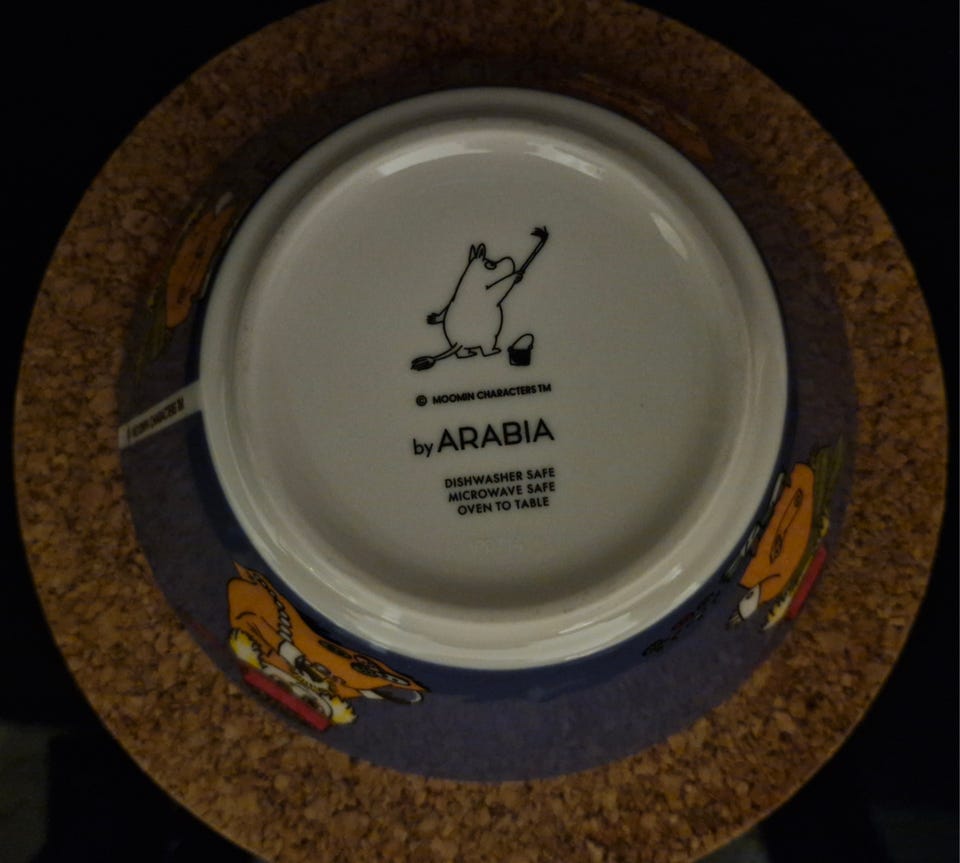 © MOOMIN CHARACTERS TM
by ARABIA
DISHWASHER SAFE
MICROWAVE SAFE
OVEN TO TABLE